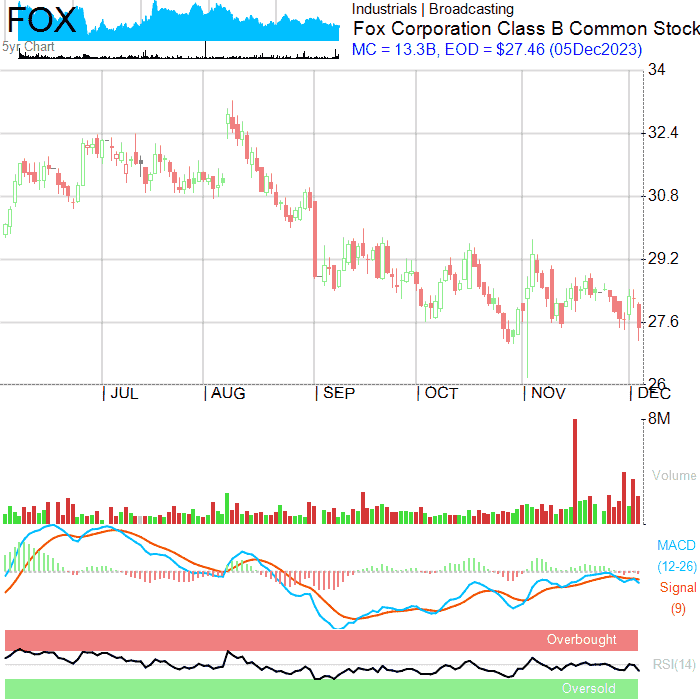 FOX
5yr Chart
Industrials | Broadcasting
Fox Corporation Class B Common Stock
MC = 13.3B, EOD = $27.46 (05Dec2023)
34
32.4
30.8
29.2
27.6
26
| JUL | AUG | SEP | OCT | NOV | DEC
8M
Volume
MACD
(12-26)
Signal
(9)
Overbought
RSI(14)
Oversold